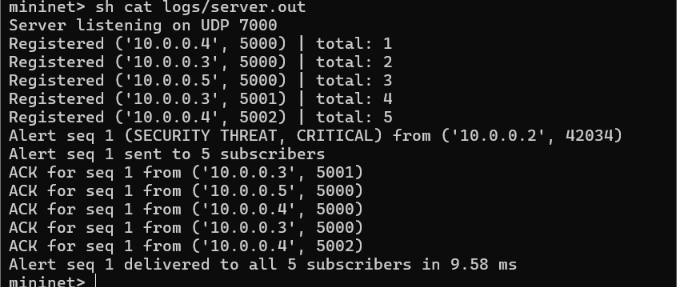 mininet> sh cat logs/server.out
Server listening on UDP 7000
Registered ('10.0.0.4', 5000) | total: 1
Registered ('10.0.0.3', 5000) | total: 2
Registered ('10.0.0.5', 5000) | total: 3
Registered ('10.0.0.3', 5001) | total: 4
Registered ('10.0.0.4', 5002) | total: 5
Alert seq 1 (SECURITY THREAT, CRITICAL) from ('10.0.0.2', 42034)
Alert seq 1 sent to 5 subscribers
ACK for seq 1 from ('10.0.0.3', 5001)
ACK for seq 1 from ('10.0.0.5', 5000)
ACK for seq 1 from ('10.0.0.4', 5000)
ACK for seq 1 from ('10.0.0.3', 5000)
ACK for seq 1 from ('10.0.0.4', 5002)
Alert seq 1 delivered to all 5 subscribers in 9.58 ms
mininet>